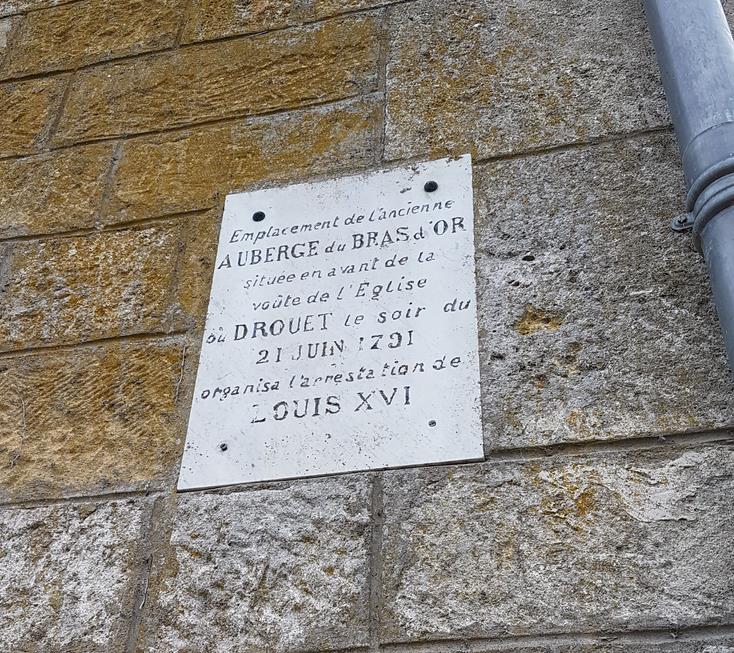 Emplacement de l'ancienne
AUBERGE du BRAS d'OR
située en avant de la
voûte de l'Église
où DROUET le soir du
21 JUIN 1791
organisa l'arrestation de
LOUIS XVI